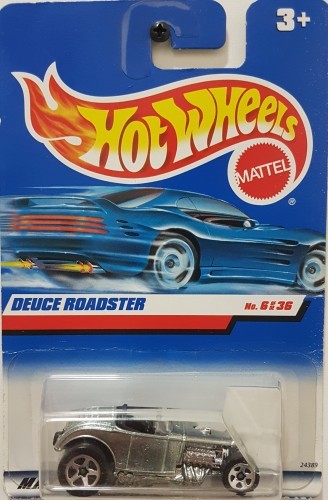 3+
HOT WHEELS
MATTEL
®
DEUCE ROADSTER
No. 6 OF 36
24389